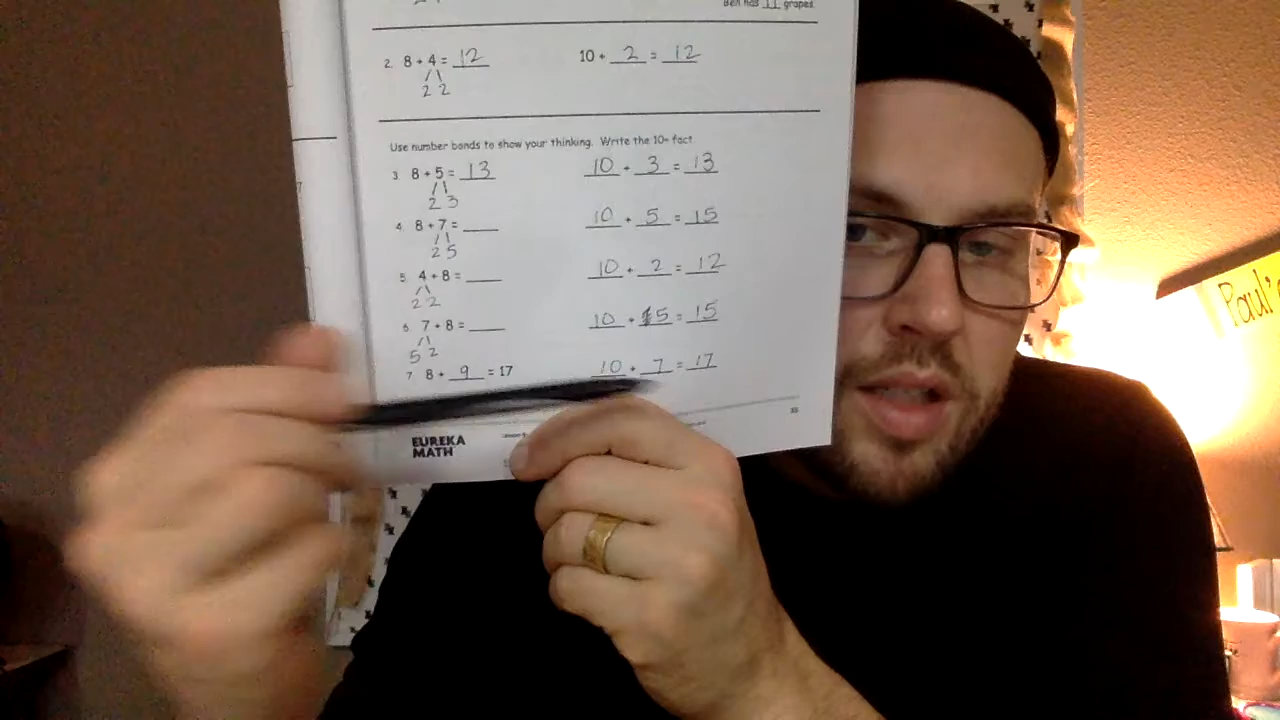 Ben has 11 grapes.
2. 8 + 4 = 12 10 + 2 = 12
2 2
Use number bonds to show your thinking. Write the 10+ fact.
3. 8 + 5 = 13 10 + 3 = 13
2 3
4. 8 + 7 = ____ 10 + 5 = 15
2 5
5. 4 + 8 = ____ 10 + 2 = 12
2 2
6. 7 + 8 = ____ 10 + 5 = 15
5 2
7. 8 + 9 = 17 10 + 7 = 17
EUREKA
MATH
Paul's